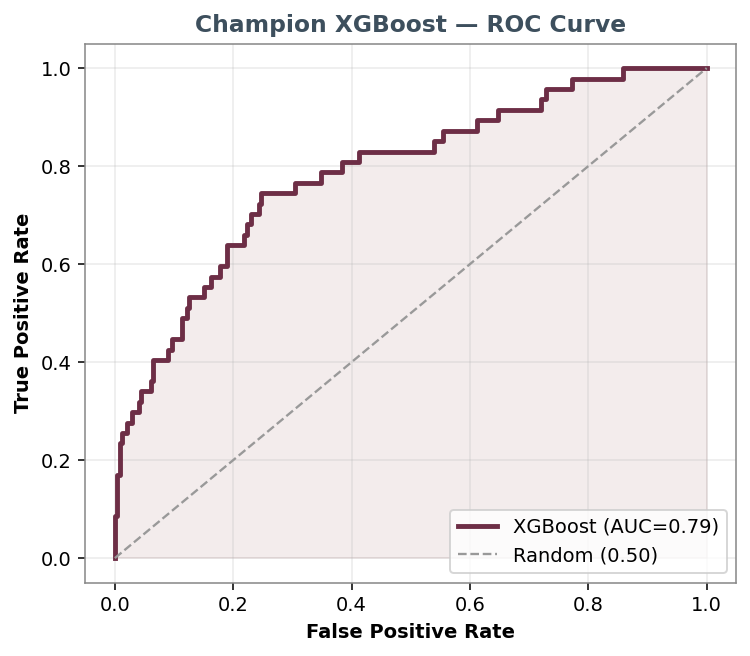 Champion XGBoost — ROC Curve
1.0
0.8
0.6
0.4
0.2
0.0
True Positive Rate
XGBoost (AUC=0.79)
Random (0.50)
0.0 0.2 0.4 0.6 0.8 1.0
False Positive Rate